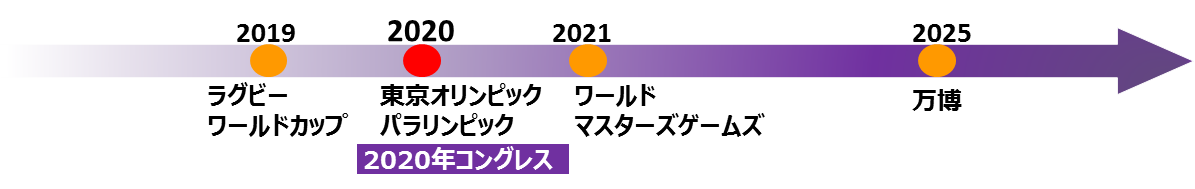 2019
2020
2021
2025
ラグビー
ワールドカップ
東京オリンピック
パラリンピック
ワールド
マスターズゲームズ
万博
2020年コングレス